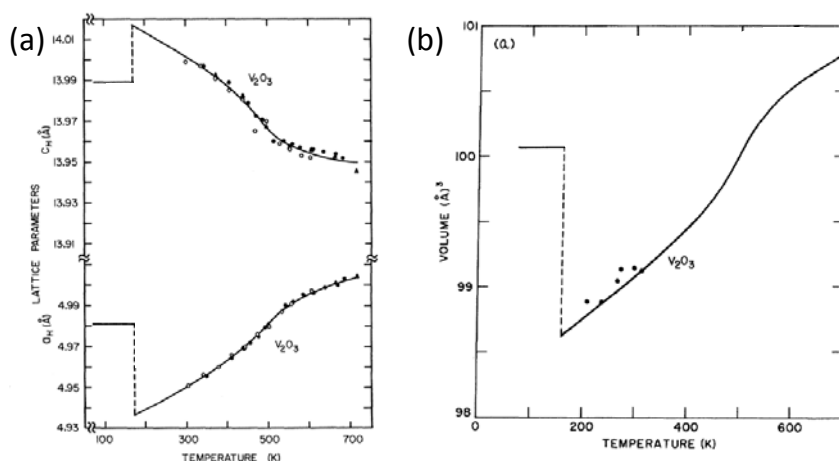 (a)
14.01
13.99
13.97
13.95
13.93
13.91
4.99
4.97
4.95
4.93
LATTICE PARAMETERS
C_H (Å)
a_H (Å)
V₂O₃
V₂O₃
100 300 400 500 600 700
TEMPERATURE (K)
(b)
(a)
101
100
99
98
VOLUME (Å)³
V₂O₃
0 200 400 600
TEMPERATURE (K)